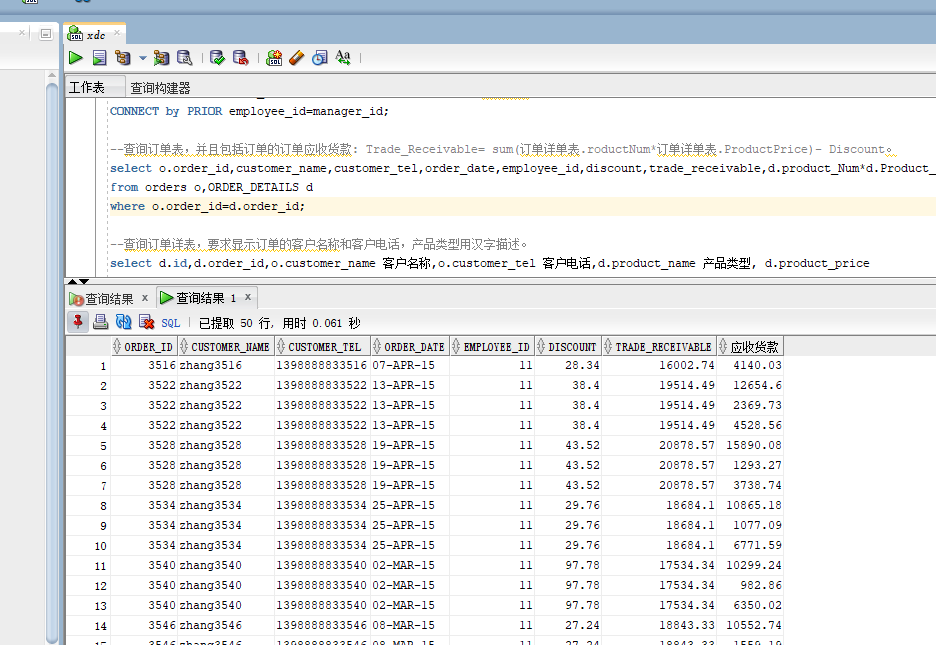 xdc
工作表 查询构建器
CONNECT by PRIOR employee_id=manager_id;
--查询订单表，并且包括订单的订单应收货款: Trade_Receivable= sum(订单详单表.roductNum*订单详单表.ProductPrice)- Discount。
select o.order_id,customer_name,customer_tel,order_date,employee_id,discount,trade_receivable,d.product_Num*d.Product_
from orders o,ORDER_DETAILS d
where o.order_id=d.order_id;
--查询订单详表，要求显示订单的客户名称和客户电话，产品类型用汉字描述。
select d.id,d.order_id,o.customer_name 客户名称,o.customer_tel 客户电话,d.product_name 产品类型, d.product_price
查询结果 x 查询结果 1 x
SQL 已提取 50 行，用时 0.061 秒
ORDER_ID CUSTOMER_NAME CUSTOMER_TEL ORDER_DATE EMPLOYEE_ID DISCOUNT TRADE_RECEIVABLE 应收货款
1 3516 zhang3516 1398888833516 07-APR-15 11 28.34 16002.74 4140.03
2 3522 zhang3522 1398888833522 13-APR-15 11 38.4 19514.49 12654.6
3 3522 zhang3522 1398888833522 13-APR-15 11 38.4 19514.49 2369.73
4 3522 zhang3522 1398888833522 13-APR-15 11 38.4 19514.49 4528.56
5 3528 zhang3528 1398888833528 19-APR-15 11 43.52 20878.57 15890.08
6 3528 zhang3528 1398888833528 19-APR-15 11 43.52 20878.57 1293.27
7 3528 zhang3528 1398888833528 19-APR-15 11 43.52 20878.57 3738.74
8 3534 zhang3534 1398888833534 25-APR-15 11 29.76 18684.1 10865.18
9 3534 zhang3534 1398888833534 25-APR-15 11 29.76 18684.1 1077.09
10 3534 zhang3534 1398888833534 25-APR-15 11 29.76 18684.1 6771.59
11 3540 zhang3540 1398888833540 02-MAR-15 11 97.78 17534.34 10299.24
12 3540 zhang3540 1398888833540 02-MAR-15 11 97.78 17534.34 982.86
13 3540 zhang3540 1398888833540 02-MAR-15 11 97.78 17534.34 6350.02
14 3546 zhang3546 1398888833546 08-MAR-15 11 27.24 18843.33 10552.74
15 3546 zhang3546 1398888833546 08-MAR-15 11 27.24 18843.33 1559.19